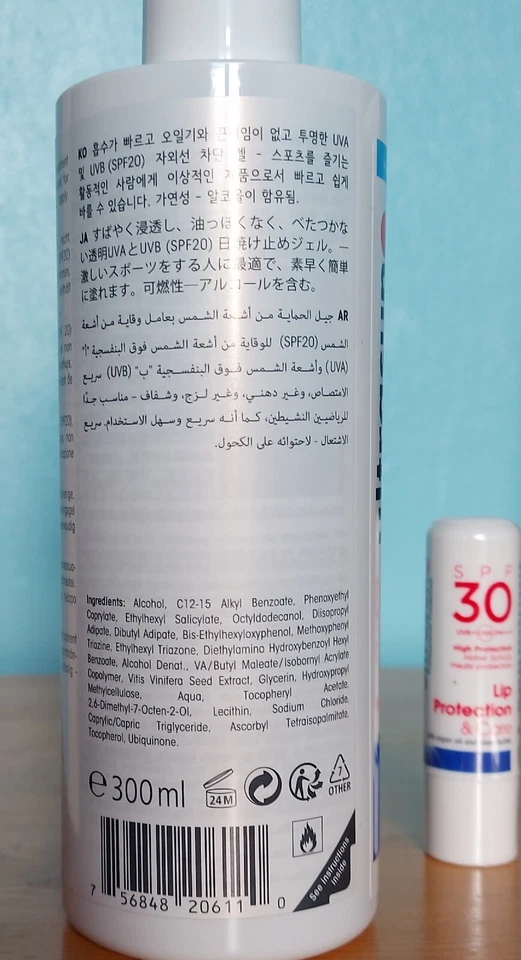 KO 흡수가 빠르고 오일기와 끈적임이 없고 투명한 UVA
및 UVB (SPF20) 자외선 차단 젤 - 스포츠를 즐기는
활동적인 사람에게 이상적인 제품으로서 빠르고 쉽게
바를 수 있습니다. 가연성 - 알코올이 함유됨.
JA すばやく浸透し、油っぽくなく、べたつかな
い透明UVAとUVB (SPF20) 日焼け止めジェル。—
激しいスポーツをする人に最適で、素早く簡単
に塗れます。可燃性—アルコールを含む。
AR جيل الحماية من أشعة الشمس بعامل وقاية من أشعة
الشمس (SPF20) للوقاية من أشعة الشمس فوق البنفسجية "أ"
(UVA) وأشعة الشمس فوق البنفسجية "ب" (UVB) سريع
الامتصاص، وغير دهني، وغير لزج، وشفاف - مناسب جدًا
للرياضيين النشيطين، كما أنه سريع وسهل الاستخدام. سريع
الاشتعال - لاحتوائه على الكحول.
Ingredients: Alcohol, C12-15 Alkyl Benzoate, Phenoxyethyl
Caprylate, Ethylhexyl Salicylate, Octyldodecanol, Diisopropyl
Adipate, Dibutyl Adipate, Bis-Ethylhexyloxyphenol, Methoxyphenyl
Triazine, Ethylhexyl Triazone, Diethylamino Hydroxybenzoyl Hexyl
Benzoate, Alcohol Denat., VA/Butyl Maleate/Isobornyl Acrylate
Copolymer, Vitis Vinifera Seed Extract, Glycerin, Hydroxypropyl
Methylcellulose, Aqua, Tocopheryl Acetate,
2,6-Dimethyl-7-Octen-2-Ol, Lecithin, Sodium Chloride,
Caprylic/Capric Triglyceride, Ascorbyl Tetraisopalmitate,
Tocopherol, Ubiquinone.
℮300ml
24M
7
OTHER
See instructions
inside
7 56848 20611 0
SPF
30
High Protection
Lip
Protection
& Care